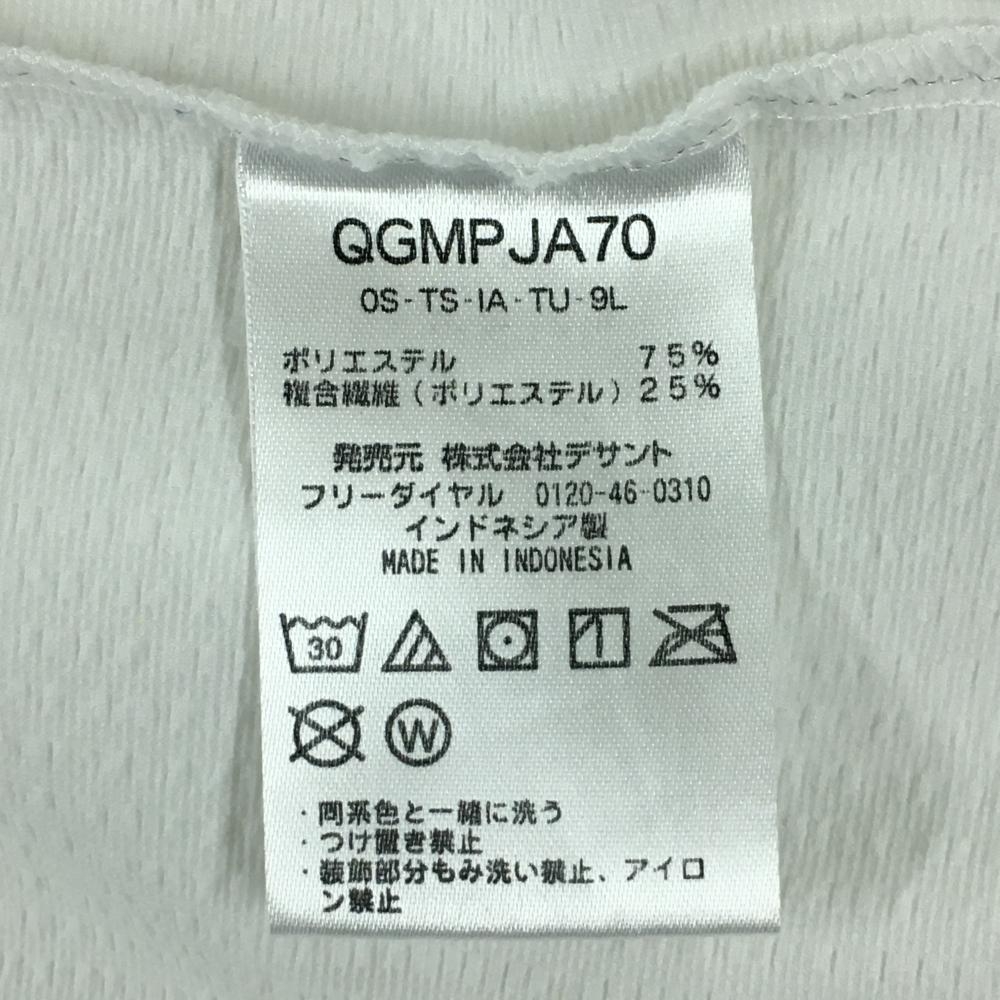 QGMPJA70
0S-TS-IA-TU-9L
ポリエステル 75%
複合繊維(ポリエステル)25%
発売元 株式会社デサント
フリーダイヤル 0120-46-0310
インドネシア製
MADE IN INDONESIA
30
W
・同系色と一緒に洗う
・つけ置き禁止
・装飾部分もみ洗い禁止、アイロ
ン禁止